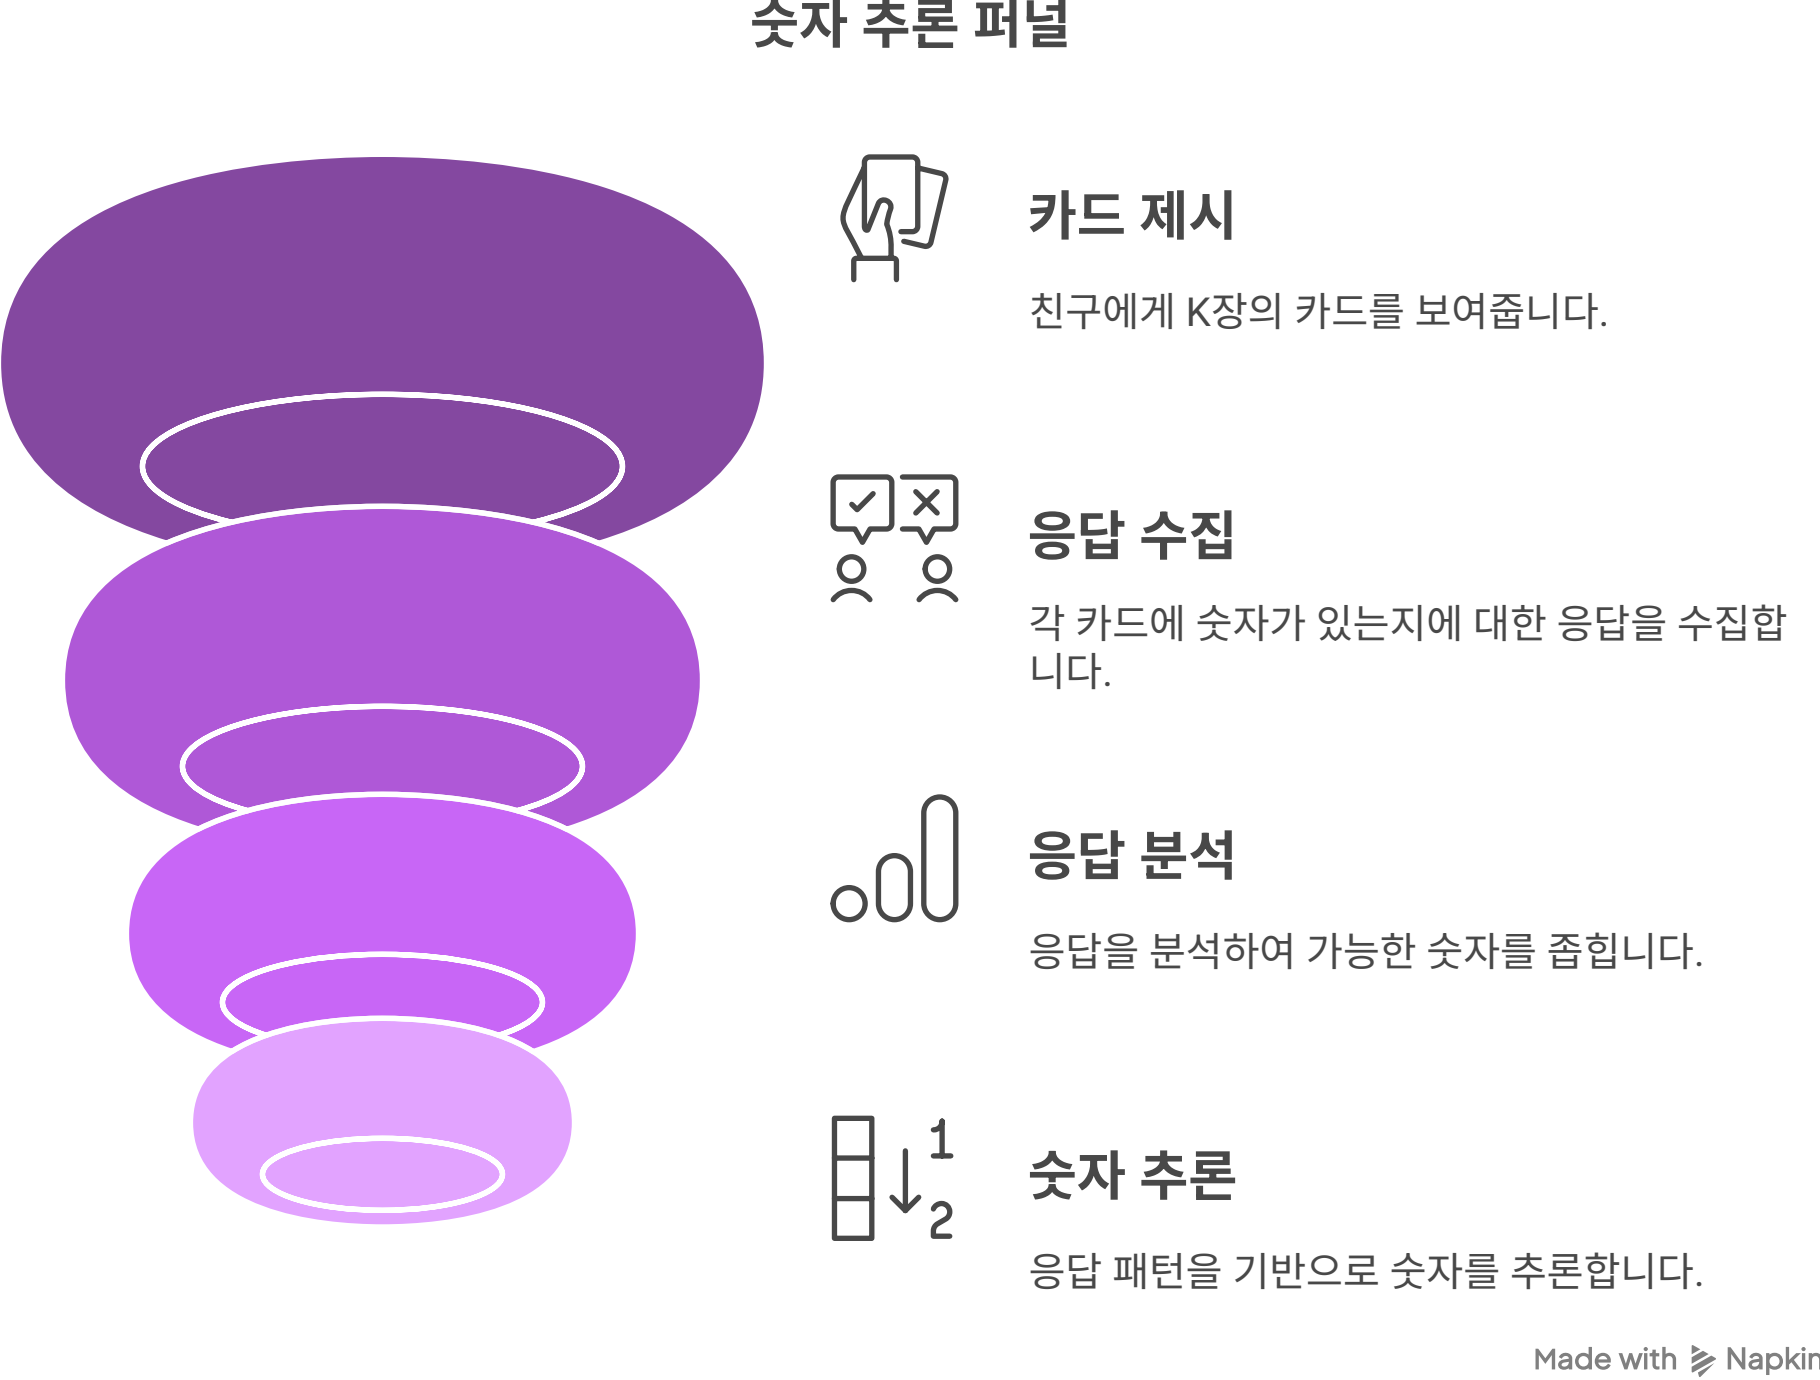 숫자 추론 퍼널
카드 제시
친구에게 K장의 카드를 보여줍니다.
응답 수집
각 카드에 숫자가 있는지에 대한 응답을 수집합
니다.
응답 분석
응답을 분석하여 가능한 숫자를 좁힙니다.
1
2
숫자 추론
응답 패턴을 기반으로 숫자를 추론합니다.
Made with Napkin